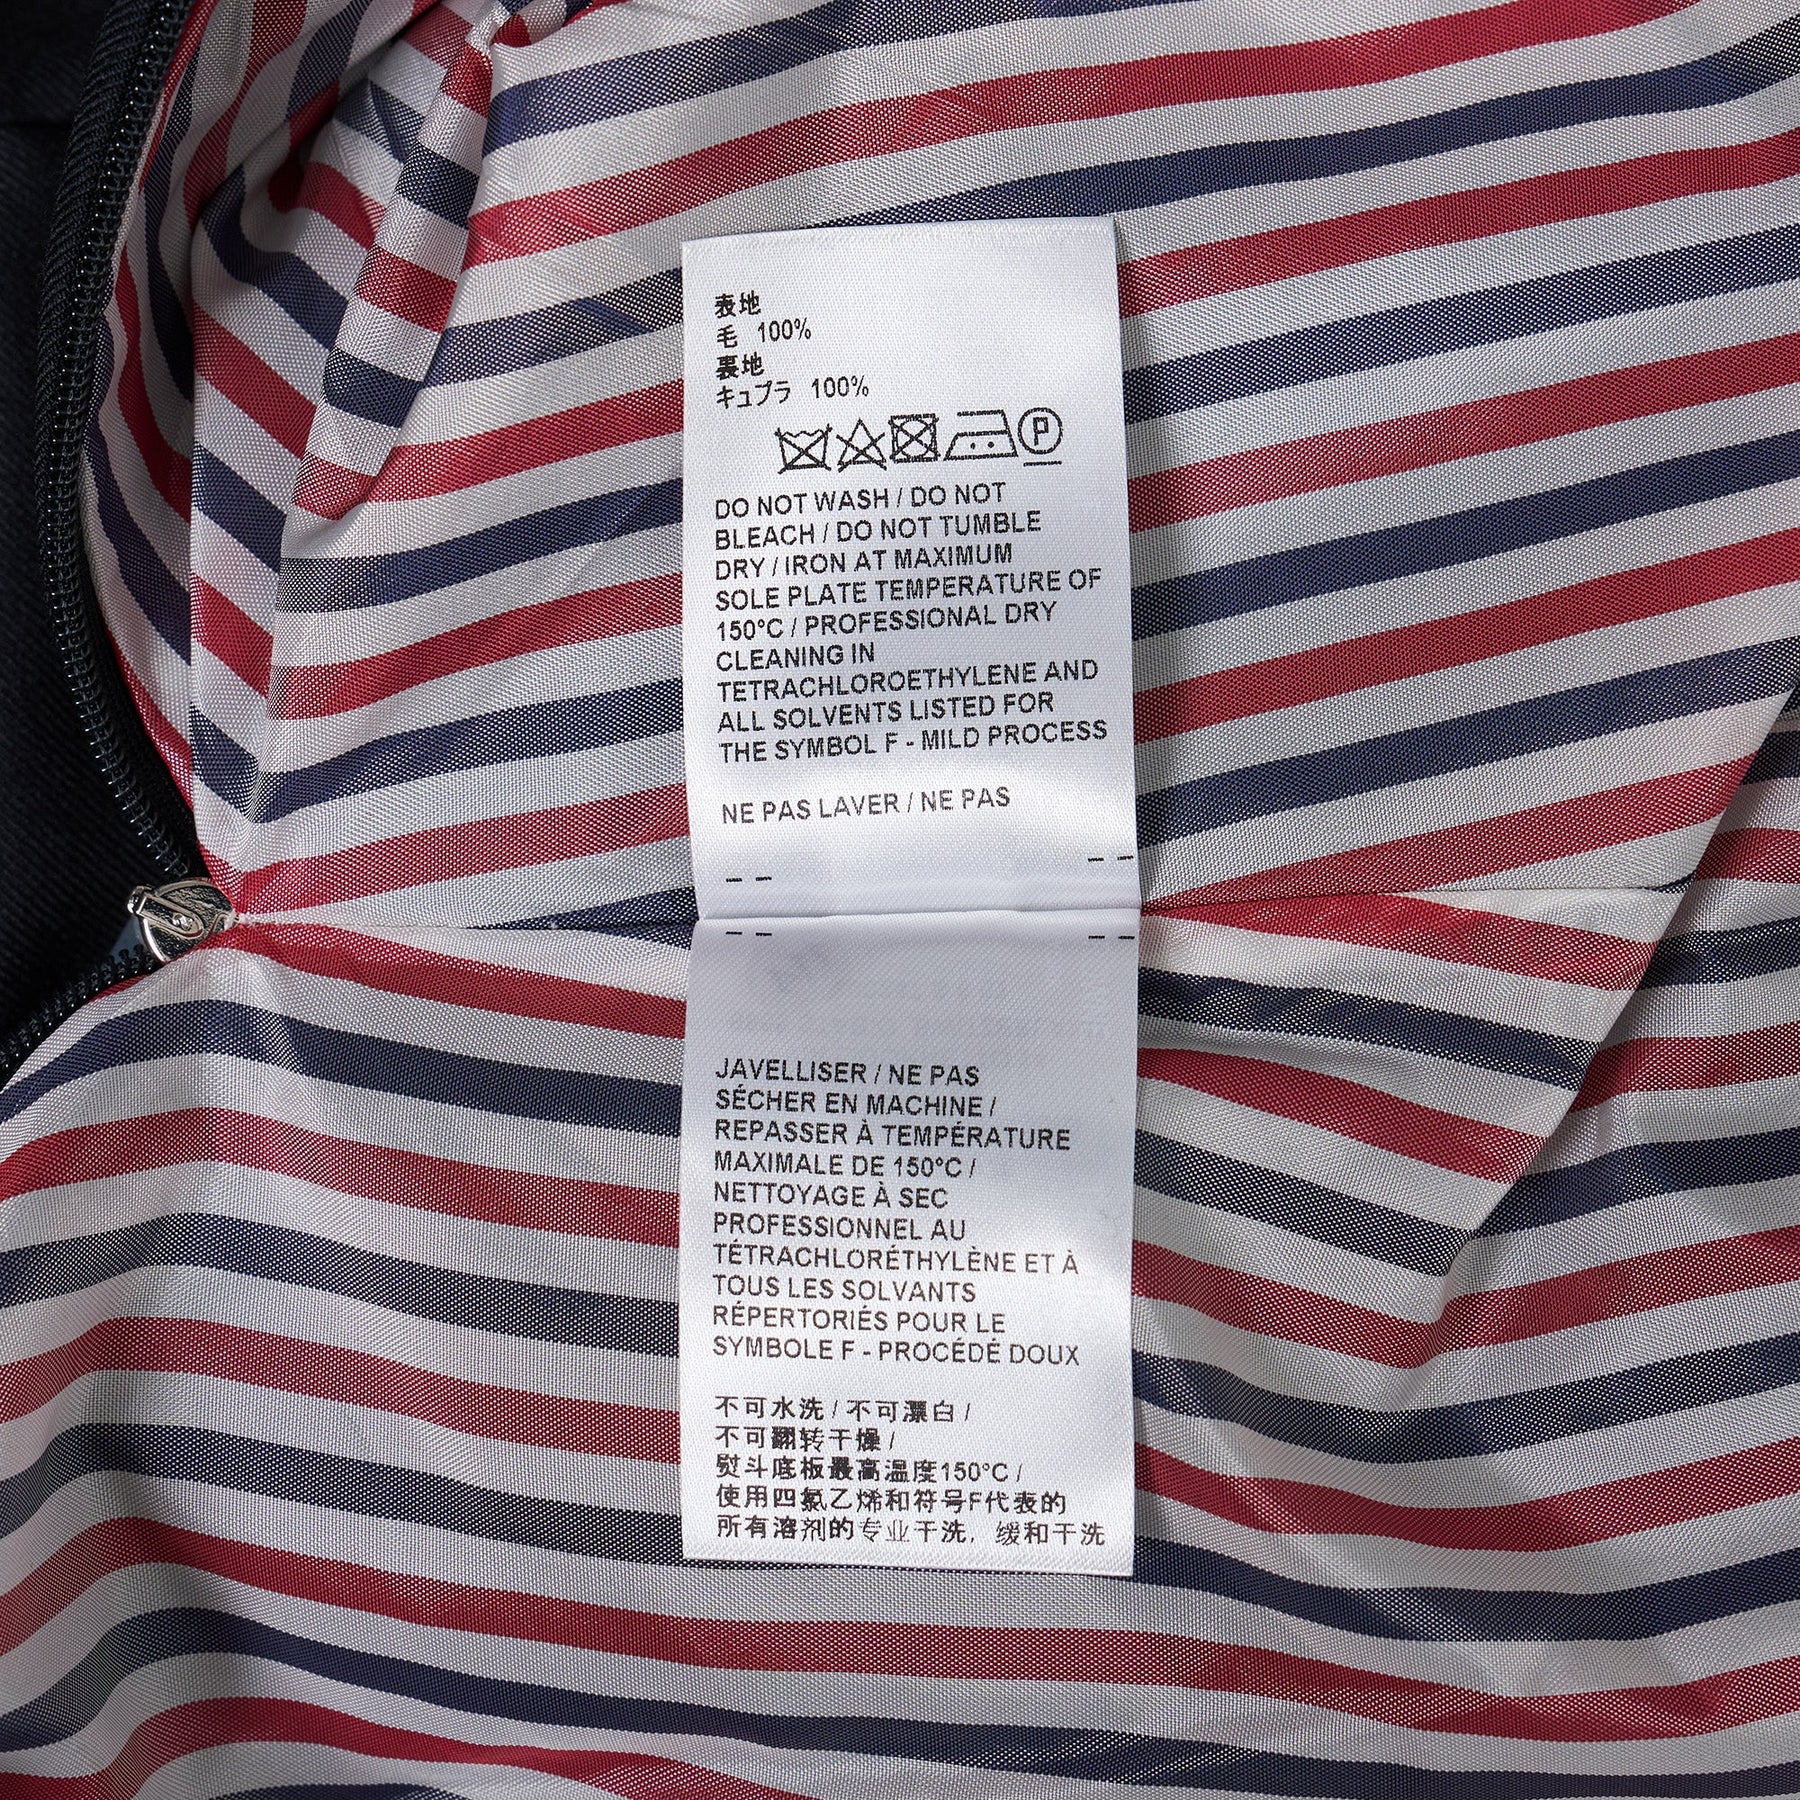 表地
毛 100%
裏地
キュプラ 100%
P
DO NOT WASH / DO NOT
BLEACH / DO NOT TUMBLE
DRY / IRON AT MAXIMUM
SOLE PLATE TEMPERATURE OF
150°C / PROFESSIONAL DRY
CLEANING IN
TETRACHLOROETHYLENE AND
ALL SOLVENTS LISTED FOR
THE SYMBOL F - MILD PROCESS
NE PAS LAVER / NE PAS
JAVELLISER / NE PAS
SÉCHER EN MACHINE /
REPASSER À TEMPÉRATURE
MAXIMALE DE 150°C /
NETTOYAGE À SEC
PROFESSIONNEL AU
TÉTRACHLORÉTHYLÈNE ET À
TOUS LES SOLVANTS
RÉPERTORIÉS POUR LE
SYMBOLE F - PROCÉDÉ DOUX
不可水洗 / 不可漂白 /
不可翻转干燥 /
熨斗底板最高温度150°C /
使用四氯乙烯和符号F代表的
所有溶剂的专业干洗, 缓和干洗